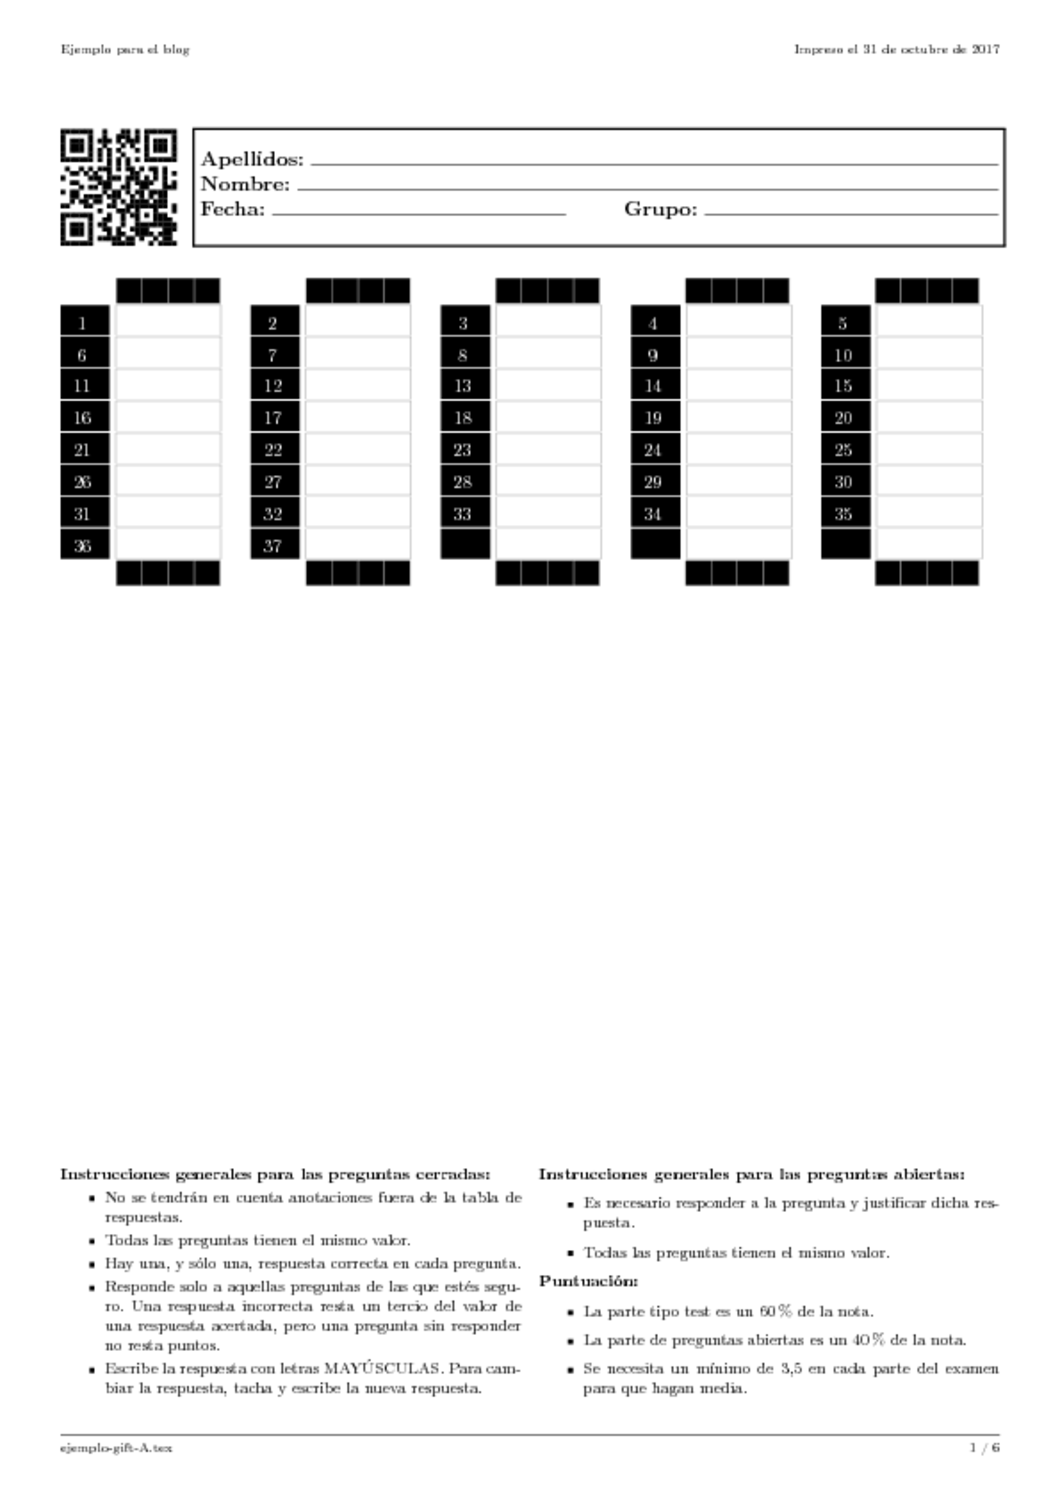 Ejemplo para el blog Impreso el 31 de octubre de 2017
Apellidos:
Nombre:
Fecha: Grupo:
1 2 3 4 5
6 7 8 9 10
11 12 13 14 15
16 17 18 19 20
21 22 23 24 25
26 27 28 29 30
31 32 33 34 35
36 37
Instrucciones generales para las preguntas cerradas:
▪ No se tendrán en cuenta anotaciones fuera de la tabla de
respuestas.
▪ Todas las preguntas tienen el mismo valor.
▪ Hay una, y sólo una, respuesta correcta en cada pregunta.
▪ Responde solo a aquellas preguntas de las que estés segu-
ro. Una respuesta incorrecta resta un tercio del valor de
una respuesta acertada, pero una pregunta sin responder
no resta puntos.
▪ Escribe la respuesta con letras MAYÚSCULAS. Para cam-
biar la respuesta, tacha y escribe la nueva respuesta.
Instrucciones generales para las preguntas abiertas:
▪ Es necesario responder a la pregunta y justificar dicha res-
puesta.
▪ Todas las preguntas tienen el mismo valor.
Puntuación:
▪ La parte tipo test es un 60 % de la nota.
▪ La parte de preguntas abiertas es un 40 % de la nota.
▪ Se necesita un mínimo de 3,5 en cada parte del examen
para que hagan media.
ejemplo-gift-A.tex 1 / 6